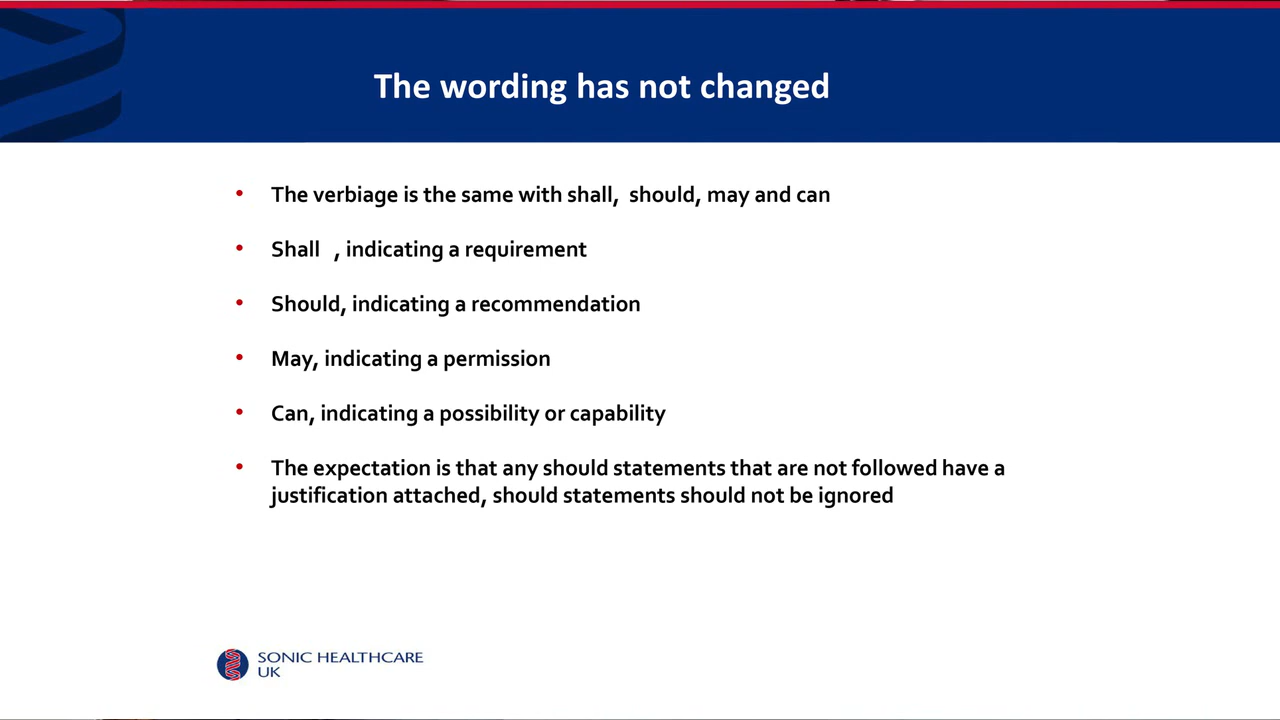 The wording has not changed
• The verbiage is the same with shall,  should, may and can
• Shall  , indicating a requirement
• Should, indicating a recommendation
• May, indicating a permission
• Can, indicating a possibility or capability
• The expectation is that any should statements that are not followed have a
justification attached, should statements should not be ignored
SONIC HEALTHCARE
UK